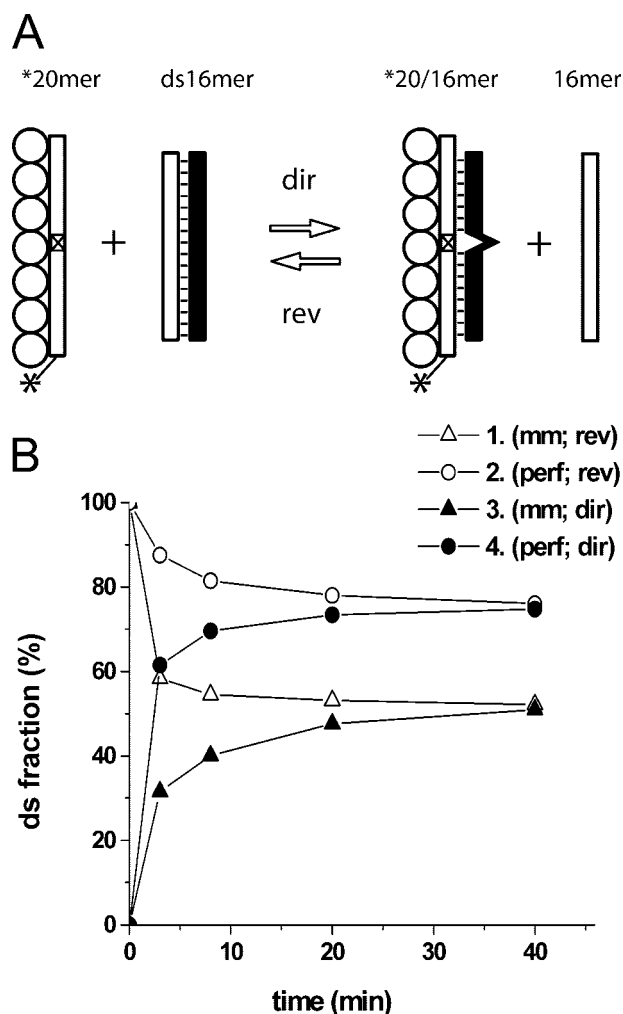 A
*20mer
ds16mer
*20/16mer
16mer
+
dir
rev
+
*
*
B
1. (mm; rev)
2. (perf; rev)
3. (mm; dir)
4. (perf; dir)
100
80
60
40
20
0
ds fraction (%)
0 10 20 30 40
time (min)